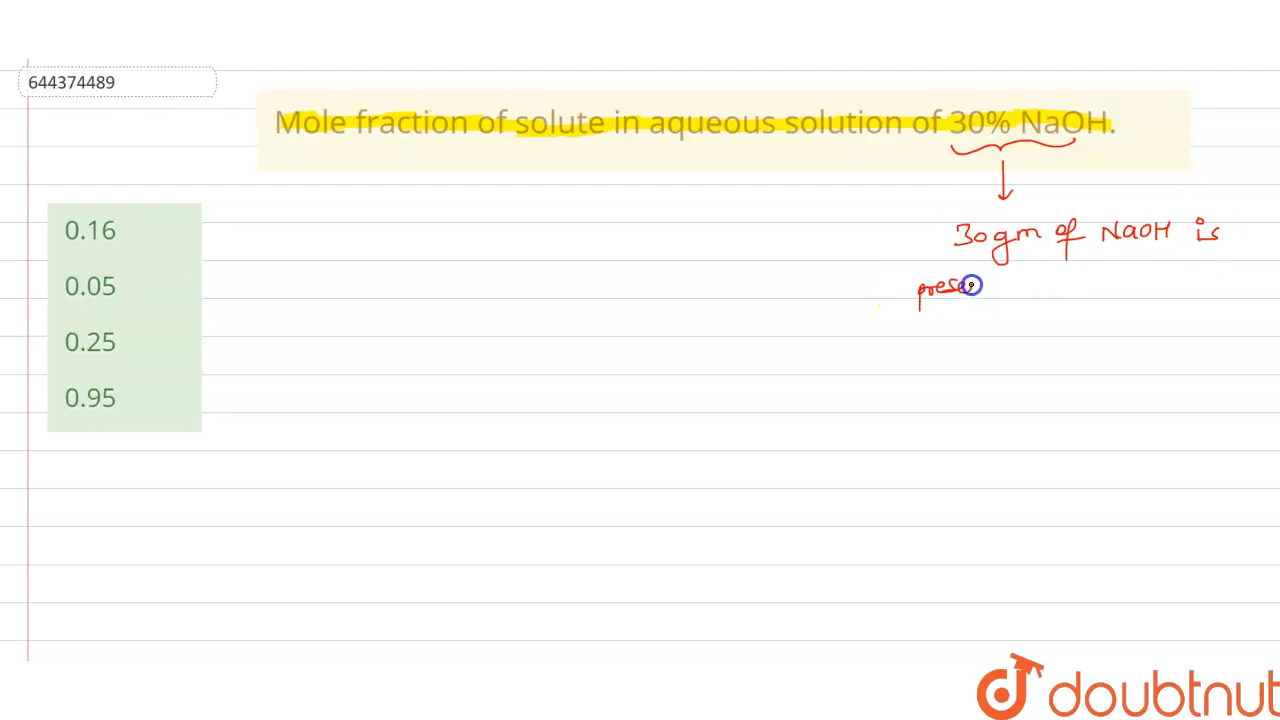 644374489
Mole fraction of solute in aqueous solution of 30% NaOH.
30gm of NaOH is
prese
0.16
0.05
0.25
0.95
doubtnut